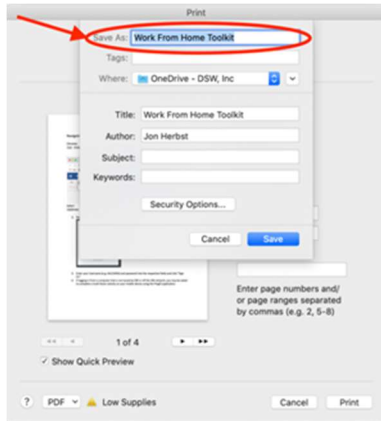 Print
Save As: Work From Home Toolkit
Tags:
Where: OneDrive - DSW, Inc
Title: Work From Home Toolkit
Author: Jon Herbst
Subject:
Keywords:
Security Options...
Cancel Save
Enter page numbers and/
or page ranges separated
by commas (e.g. 2, 5-8)
1 of 4
Show Quick Preview
? PDF Low Supplies Cancel Print